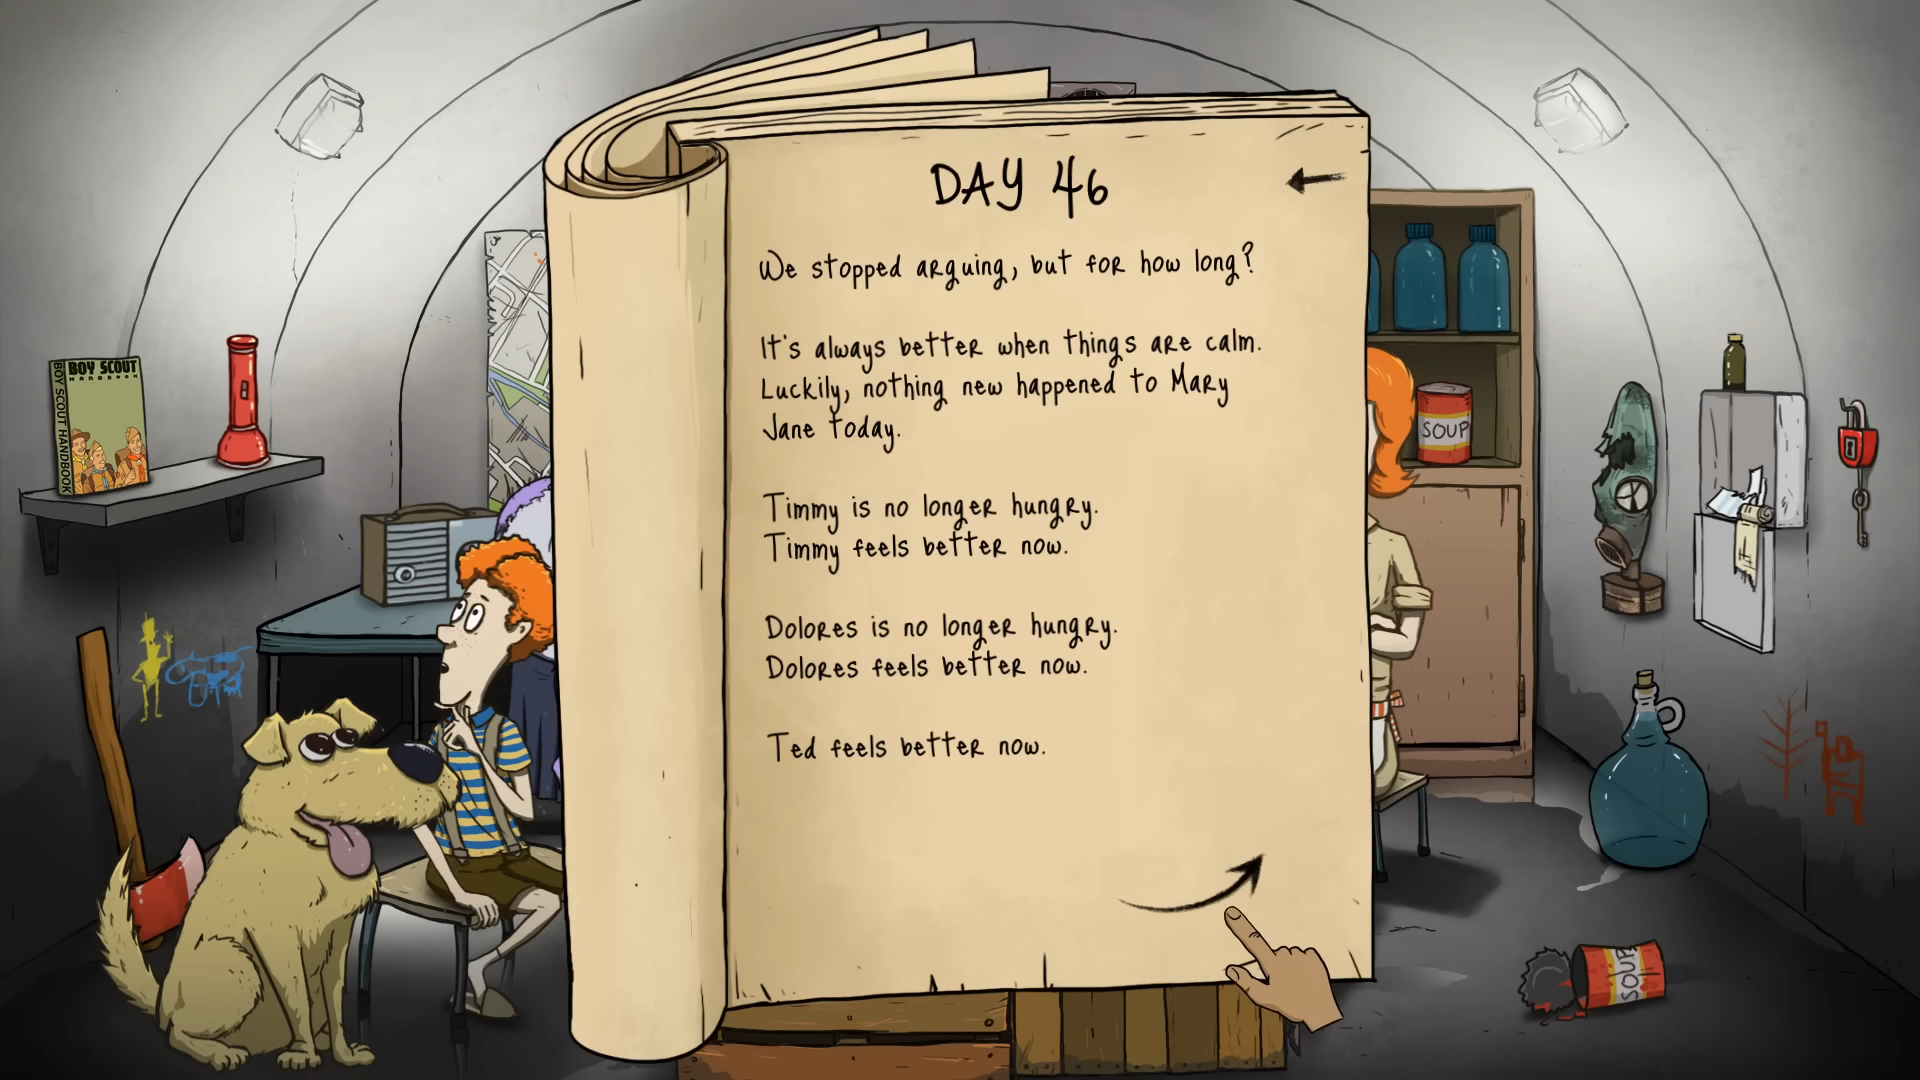 DAY 46
We stopped arguing, but for how long?
It's always better when things are calm.
Luckily, nothing new happened to Mary
Jane today.
Timmy is no longer hungry.
Timmy feels better now.
Dolores is no longer hungry.
Dolores feels better now.
Ted feels better now.
BOY SCOUT
HANDBOOK
BOY SCOUT HANDBOOK
SOUP
SOUP